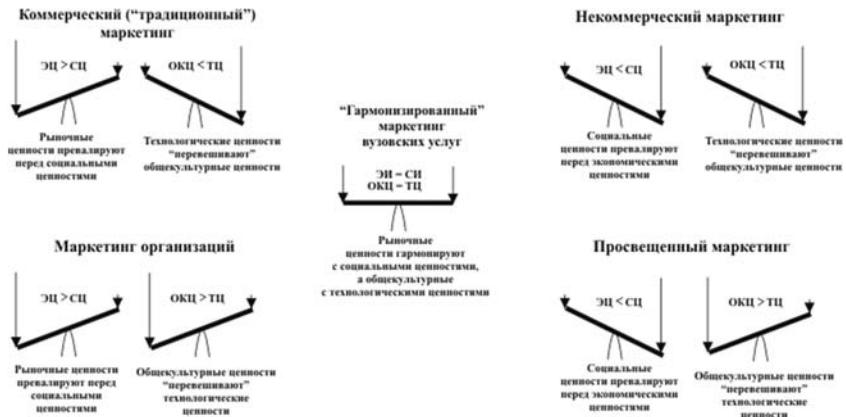 Коммерческий (“традиционный”)
маркетинг
ЭЦ > СЦ
ОКЦ < ТЦ
Рыночные
ценности превалируют
перед социальными
ценностями
Технологические ценности
“перевешивают”
общекультурные ценности
Некоммерческий маркетинг
ЭЦ < СЦ
ОКЦ < ТЦ
Социальные
ценности превалируют
перед экономическими
ценностями
Технологические ценности
“перевешивают”
общекультурные ценности
“Гармонизированный”
маркетинг
вузовских услуг
ЭИ = СИ
ОКЦ = ТЦ
Рыночные
ценности гармонируют
с социальными ценностями,
а общекультурные
с технологическими ценностями
Маркетинг организаций
ЭЦ > СЦ
ОКЦ > ТЦ
Рыночные ценности
превалируют перед
социальными
ценностями
Общекультурные ценности
“перевешивают”
технологические
ценности
Просвещенный маркетинг
ЭЦ < СЦ
ОКЦ > ТЦ
Социальные
ценности превалируют
перед экономическими
ценностями
Общекультурные ценности
“перевешивают”
технологические
ценности